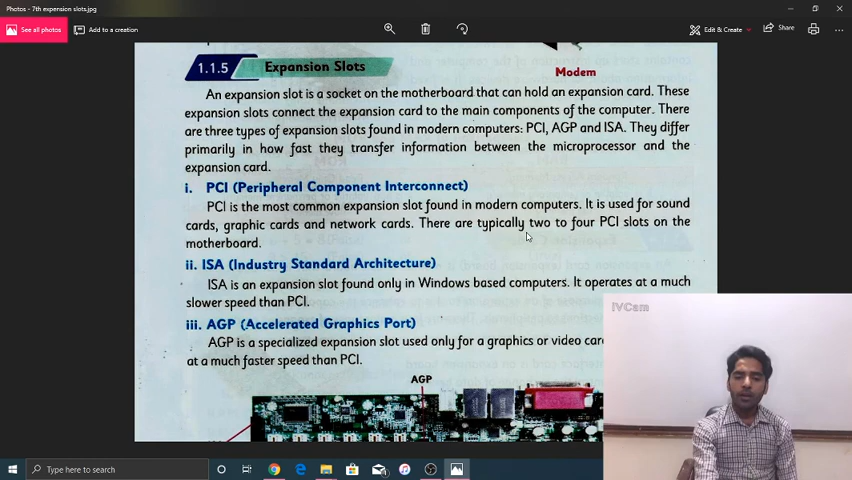 Photos - 7th expansion slots.jpg
See all photos
Add to a creation
Edit & Create
Share
1.1.5 Expansion Slots
Modem
An expansion slot is a socket on the motherboard that can hold an expansion card. These
expansion slots connect the expansion card to the main components of the computer. There
are three types of expansion slots found in modern computers: PCI, AGP and ISA. They differ
primarily in how fast they transfer information between the microprocessor and the
expansion card.
i. PCI (Peripheral Component Interconnect)
PCI is the most common expansion slot found in modern computers. It is used for sound
cards, graphic cards and network cards. There are typically two to four PCI slots on the
motherboard.
ii. ISA (Industry Standard Architecture)
ISA is an expansion slot found only in Windows based computers. It operates at a much
slower speed than PCI.
iii. AGP (Accelerated Graphics Port)
AGP is a specialized expansion slot used only for a graphics or video car
at a much faster speed than PCI.
AGP
iVCam
Type here to search